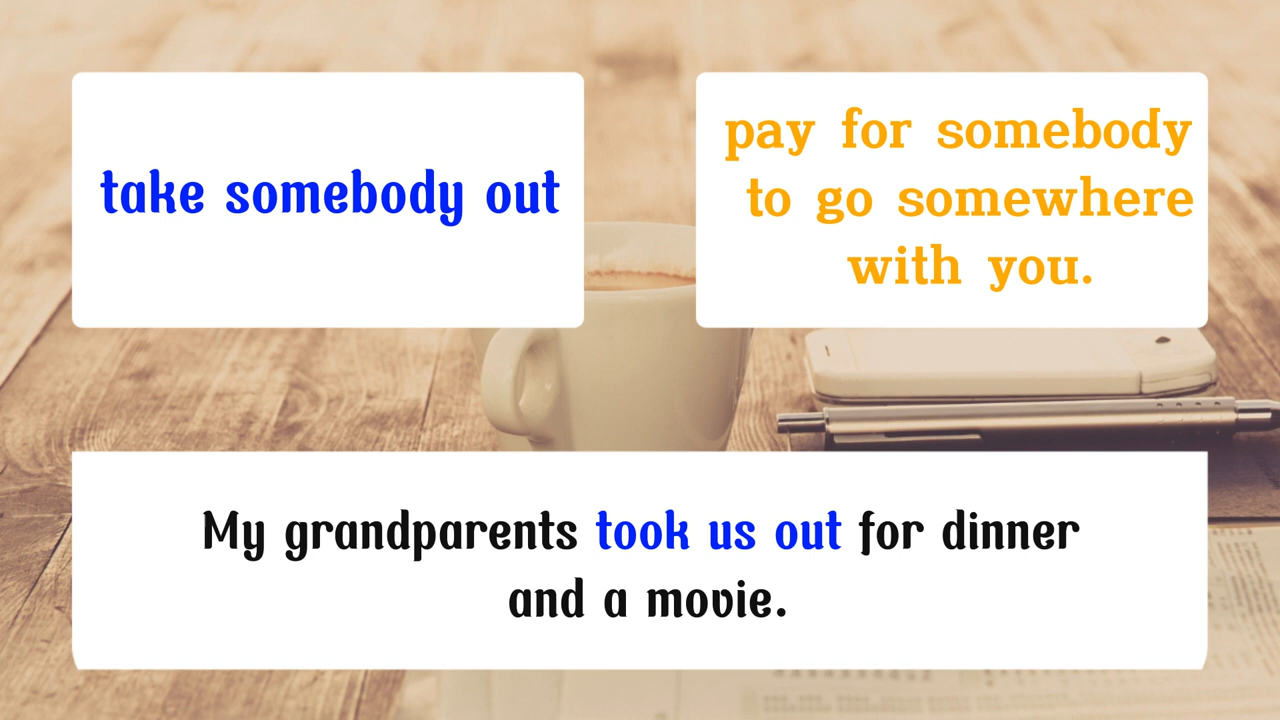 take somebody out
pay for somebody
to go somewhere
with you.
My grandparents took us out for dinner
and a movie.